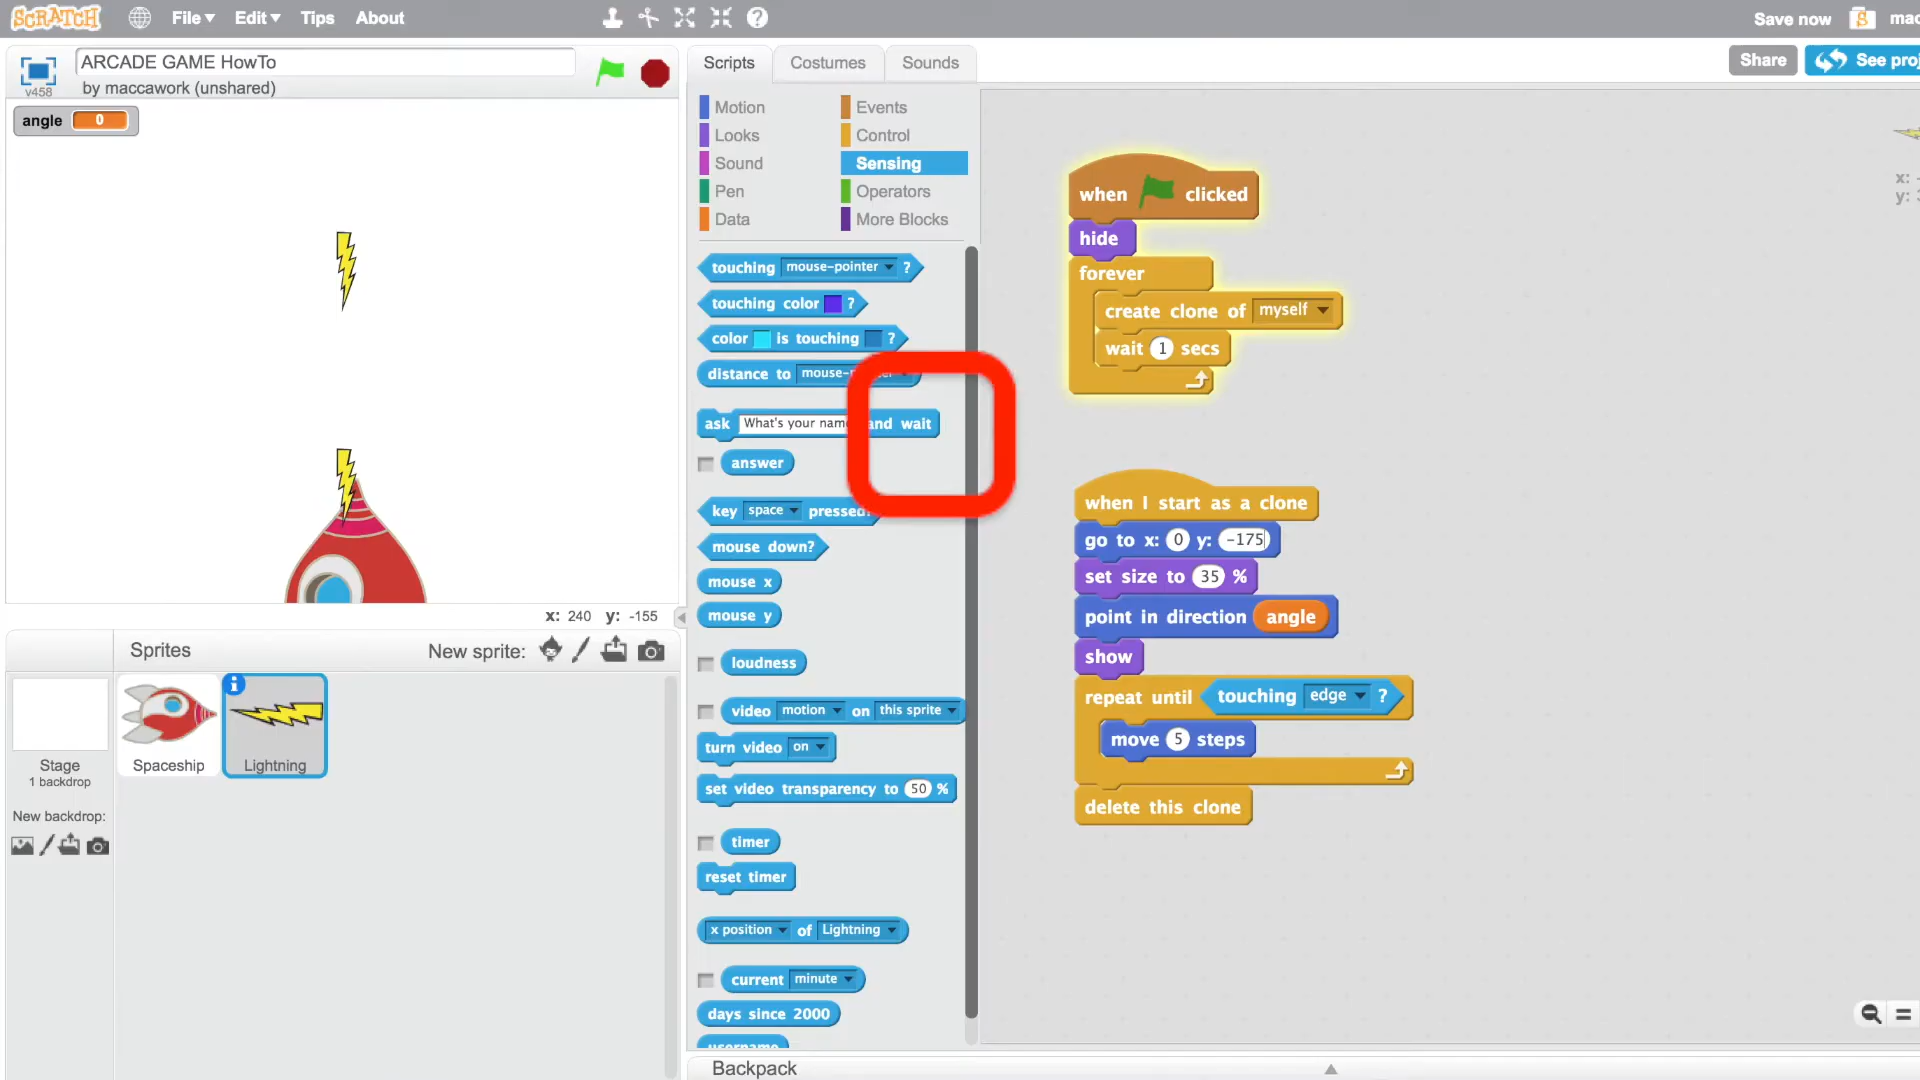 SCRATCH File Edit Tips About Save now
v458 ARCADE GAME HowTo
by maccawork (unshared)
Scripts Costumes Sounds Share See proj
angle 0
x: 240 y: -155
Sprites New sprite:
Spaceship Lightning
Stage
1 backdrop
New backdrop:
Motion Events
Looks Control
Sound Sensing
Pen Operators
Data More Blocks
touching mouse-pointer ?
touching color ?
color is touching ?
distance to mouse-
ask What's your nam and wait
answer
key space pressed?
mouse down?
mouse x
mouse y
loudness
video motion on this sprite
turn video on
set video transparency to 50 %
timer
reset timer
x position of Lightning
current minute
days since 2000
username
Backpack
when clicked
hide
forever
create clone of myself
wait 1 secs
when I start as a clone
go to x: 0 y: -175
set size to 35 %
point in direction angle
show
repeat until touching edge ?
move 5 steps
delete this clone
x:
y: